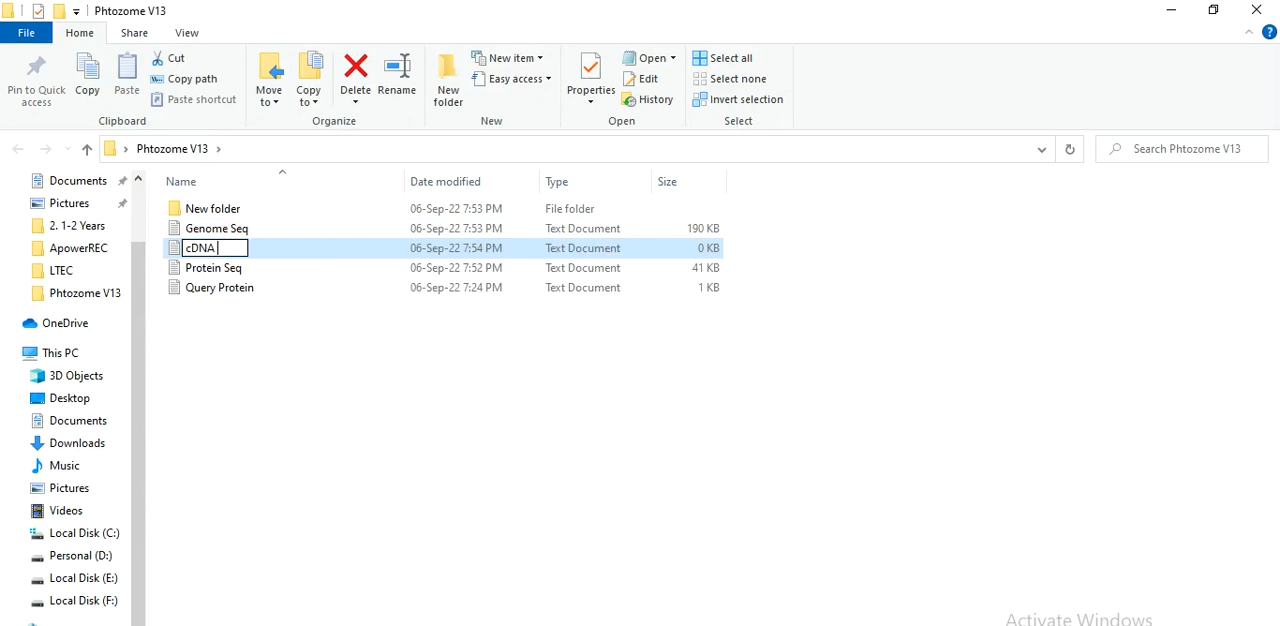 Phtozome V13
File Home Share View
Pin to Quick access
Copy
Paste
Cut
Copy path
Paste shortcut
Clipboard
Move to
Copy to
Delete
Rename
Organize
New folder
New item
Easy access
New
Properties
Open
Edit
History
Open
Select all
Select none
Invert selection
Select
Phtozome V13
Search Phtozome V13
Documents
Pictures
2. 1-2 Years
ApowerREC
LTEC
Phtozome V13
OneDrive
This PC
3D Objects
Desktop
Documents
Downloads
Music
Pictures
Videos
Local Disk (C:)
Personal (D:)
Local Disk (E:)
Local Disk (F:)
Name Date modified Type Size
New folder 06-Sep-22 7:53 PM File folder
Genome Seq 06-Sep-22 7:53 PM Text Document 190 KB
cDNA 06-Sep-22 7:54 PM Text Document 0 KB
Protein Seq 06-Sep-22 7:52 PM Text Document 41 KB
Query Protein 06-Sep-22 7:24 PM Text Document 1 KB
Activate Windows